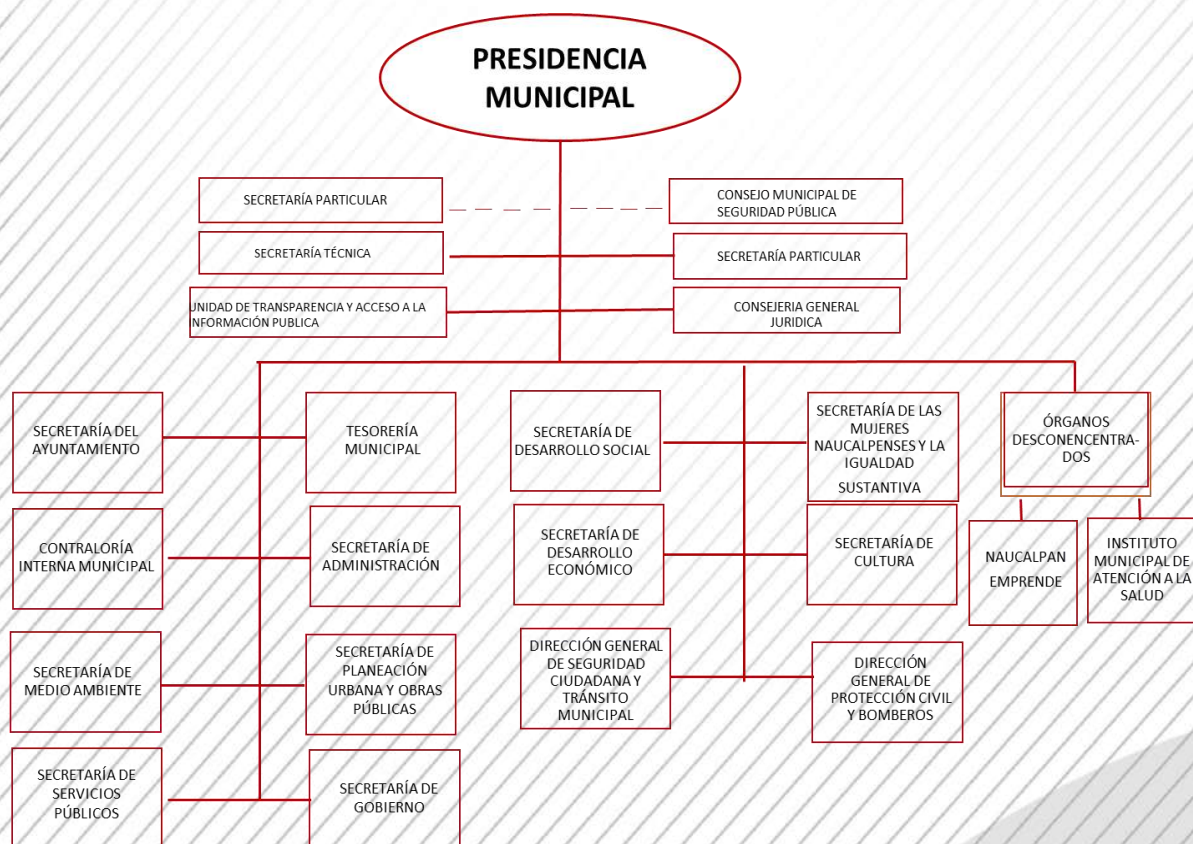 PRESIDENCIA
MUNICIPAL
SECRETARÍA PARTICULAR
CONSEJO MUNICIPAL DE
SEGURIDAD PÚBLICA
SECRETARÍA TÉCNICA
SECRETARÍA PARTICULAR
UNIDAD DE TRANSPARENCIA Y ACCESO A LA
INFORMACIÓN PUBLICA
CONSEJERIA GENERAL
JURIDICA
SECRETARÍA DEL
AYUNTAMIENTO
TESORERÍA
MUNICIPAL
SECRETARÍA DE
DESARROLLO SOCIAL
SECRETARÍA DE LAS
MUJERES
NAUCALPENSES Y LA
IGUALDAD
SUSTANTIVA
ÓRGANOS
DESCONENCENTRA-
DOS
CONTRALORÍA
INTERNA MUNICIPAL
SECRETARÍA DE
ADMINISTRACIÓN
SECRETARÍA DE
DESARROLLO
ECONÓMICO
SECRETARÍA DE
CULTURA
NAUCALPAN
EMPRENDE
INSTITUTO
MUNICIPAL DE
ATENCIÓN A LA
SALUD
SECRETARÍA DE
MEDIO AMBIENTE
SECRETARÍA DE
PLANEACIÓN
URBANA Y OBRAS
PÚBLICAS
DIRECCIÓN GENERAL
DE SEGURIDAD
CIUDADANA Y
TRÁNSITO
MUNICIPAL
DIRECCIÓN
GENERAL DE
PROTECCIÓN CIVIL
Y BOMBEROS
SECRETARÍA DE
SERVICIOS
PÚBLICOS
SECRETARÍA DE
GOBIERNO